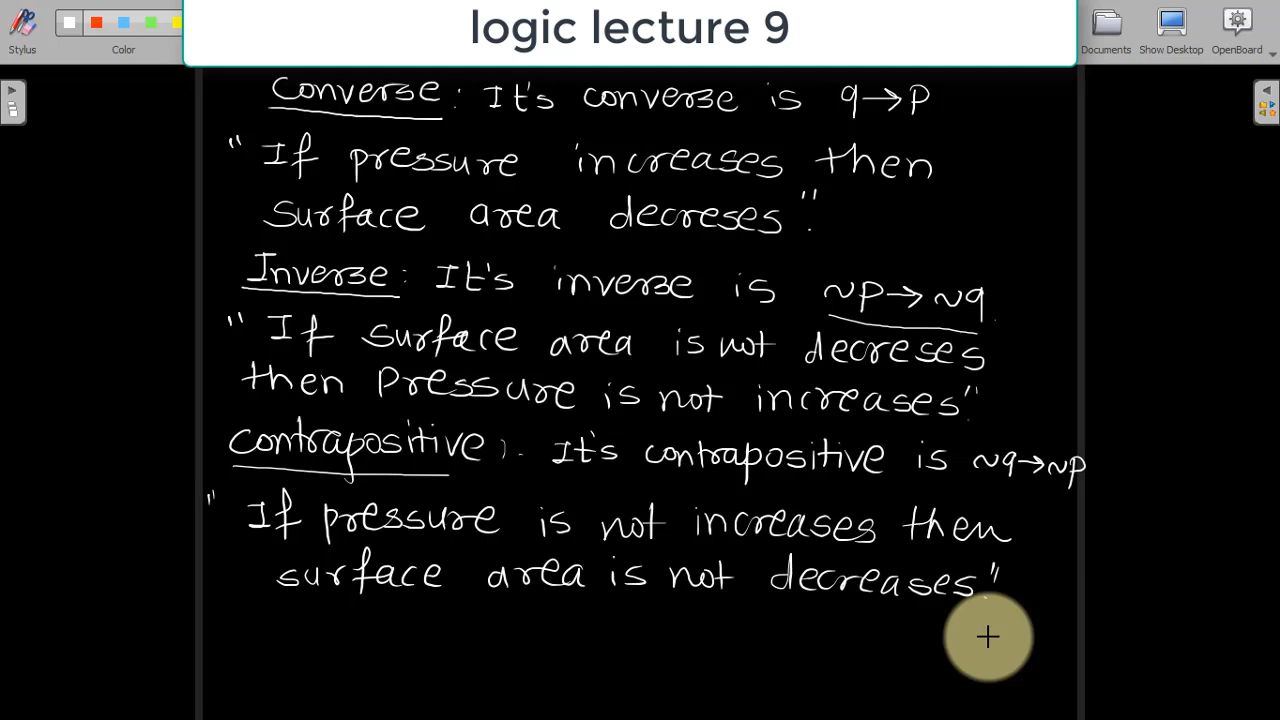 logic lecture 9
Stylus
Color
Documents
Show Desktop
OpenBoard
Converse: It's converse is q→p
" If pressure increases then
surface area decreses".
Inverse: It's inverse is ~p→~q.
" If surface area is not decreses
then Pressure is not increases".
Contrapositive: It's contrapositive is ~q→~p
" If pressure is not increases then
surface area is not decreases".